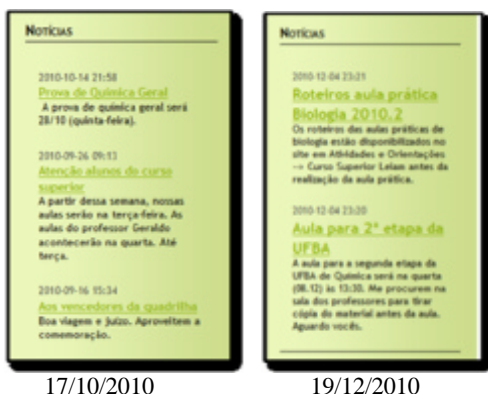 Notícias
2010-10-14 21:58
Prova de Química Geral
A prova de química geral será
28/10 (quinta-feira).
2010-09-26 09:13
Atenção alunos do curso
superior
A partir dessa semana, nossas
aulas serão na terça-feira. As
aulas do professor Geraldo
acontecerão na quarta. Até
terça.
2010-09-16 15:34
Aos vencedores da quadrilha
Boa viagem e juízo. Aproveitem a
comemoração.
17/10/2010
Notícias
2010-12-04 23:21
Roteiros aula prática
Biologia 2010.2
Os roteiros das aulas práticas de
biologia estão disponibilizados no
site em Atividades e Orientações
--> Curso Superior Leiam antes da
realização da aula prática.
2010-12-04 23:20
Aula para 2ª etapa da
UFBA
A aula para a segunda etapa da
UFBA de Química será na quarta
(08.12) às 13:30. Me procurem na
sala dos professores para tirar
cópia do material antes da aula.
Aguardo vocês.
19/12/2010